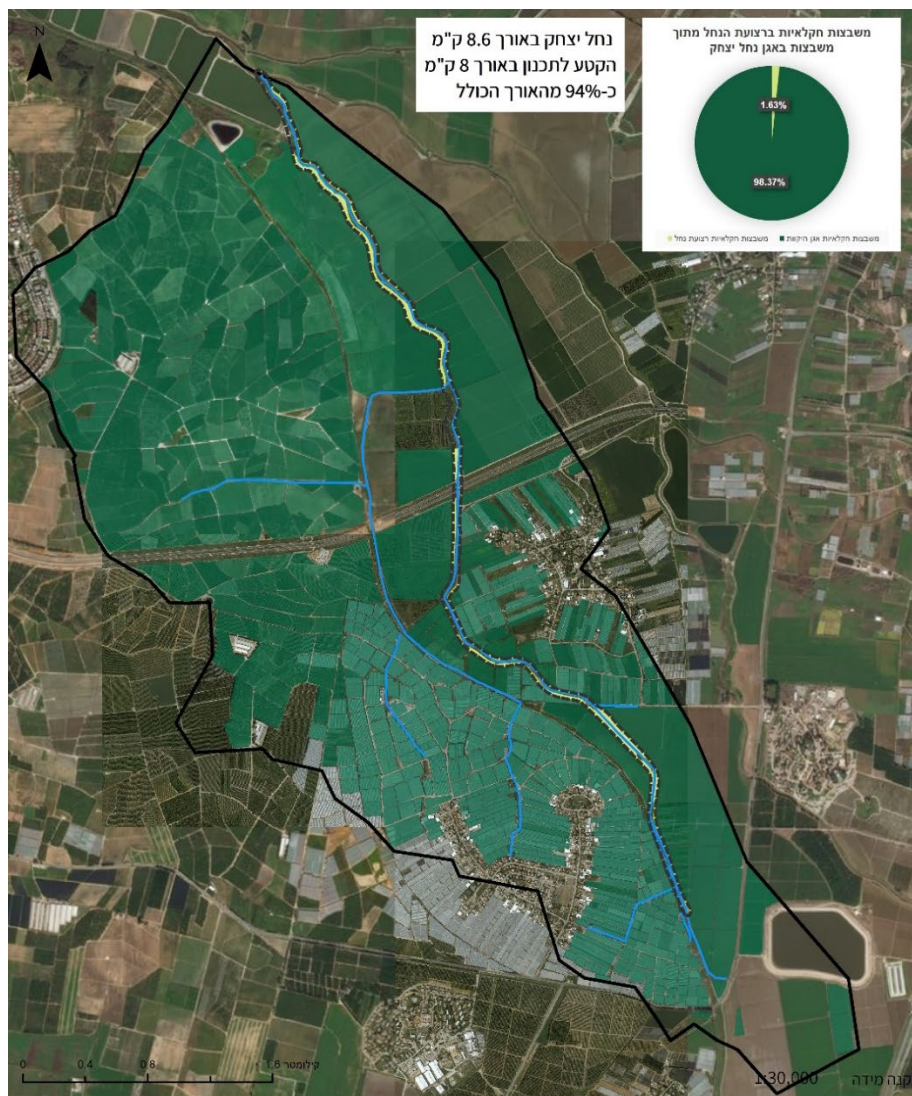 N
נחל יצחק באורך 8.6 ק"מ
הקטע לתכנון באורך 8 ק"מ
כ-94% מהאורך הכולל
משבצות חקלאיות ברצועת הנחל מתוך
משבצות באגן נחל יצחק
1.63%
98.37%
משבצות חקלאיות אגן היקוות
משבצות חקלאיות רצועת נחל
0 0.4 0.8 1.6 קילומטר
קנה מידה 1:30,000